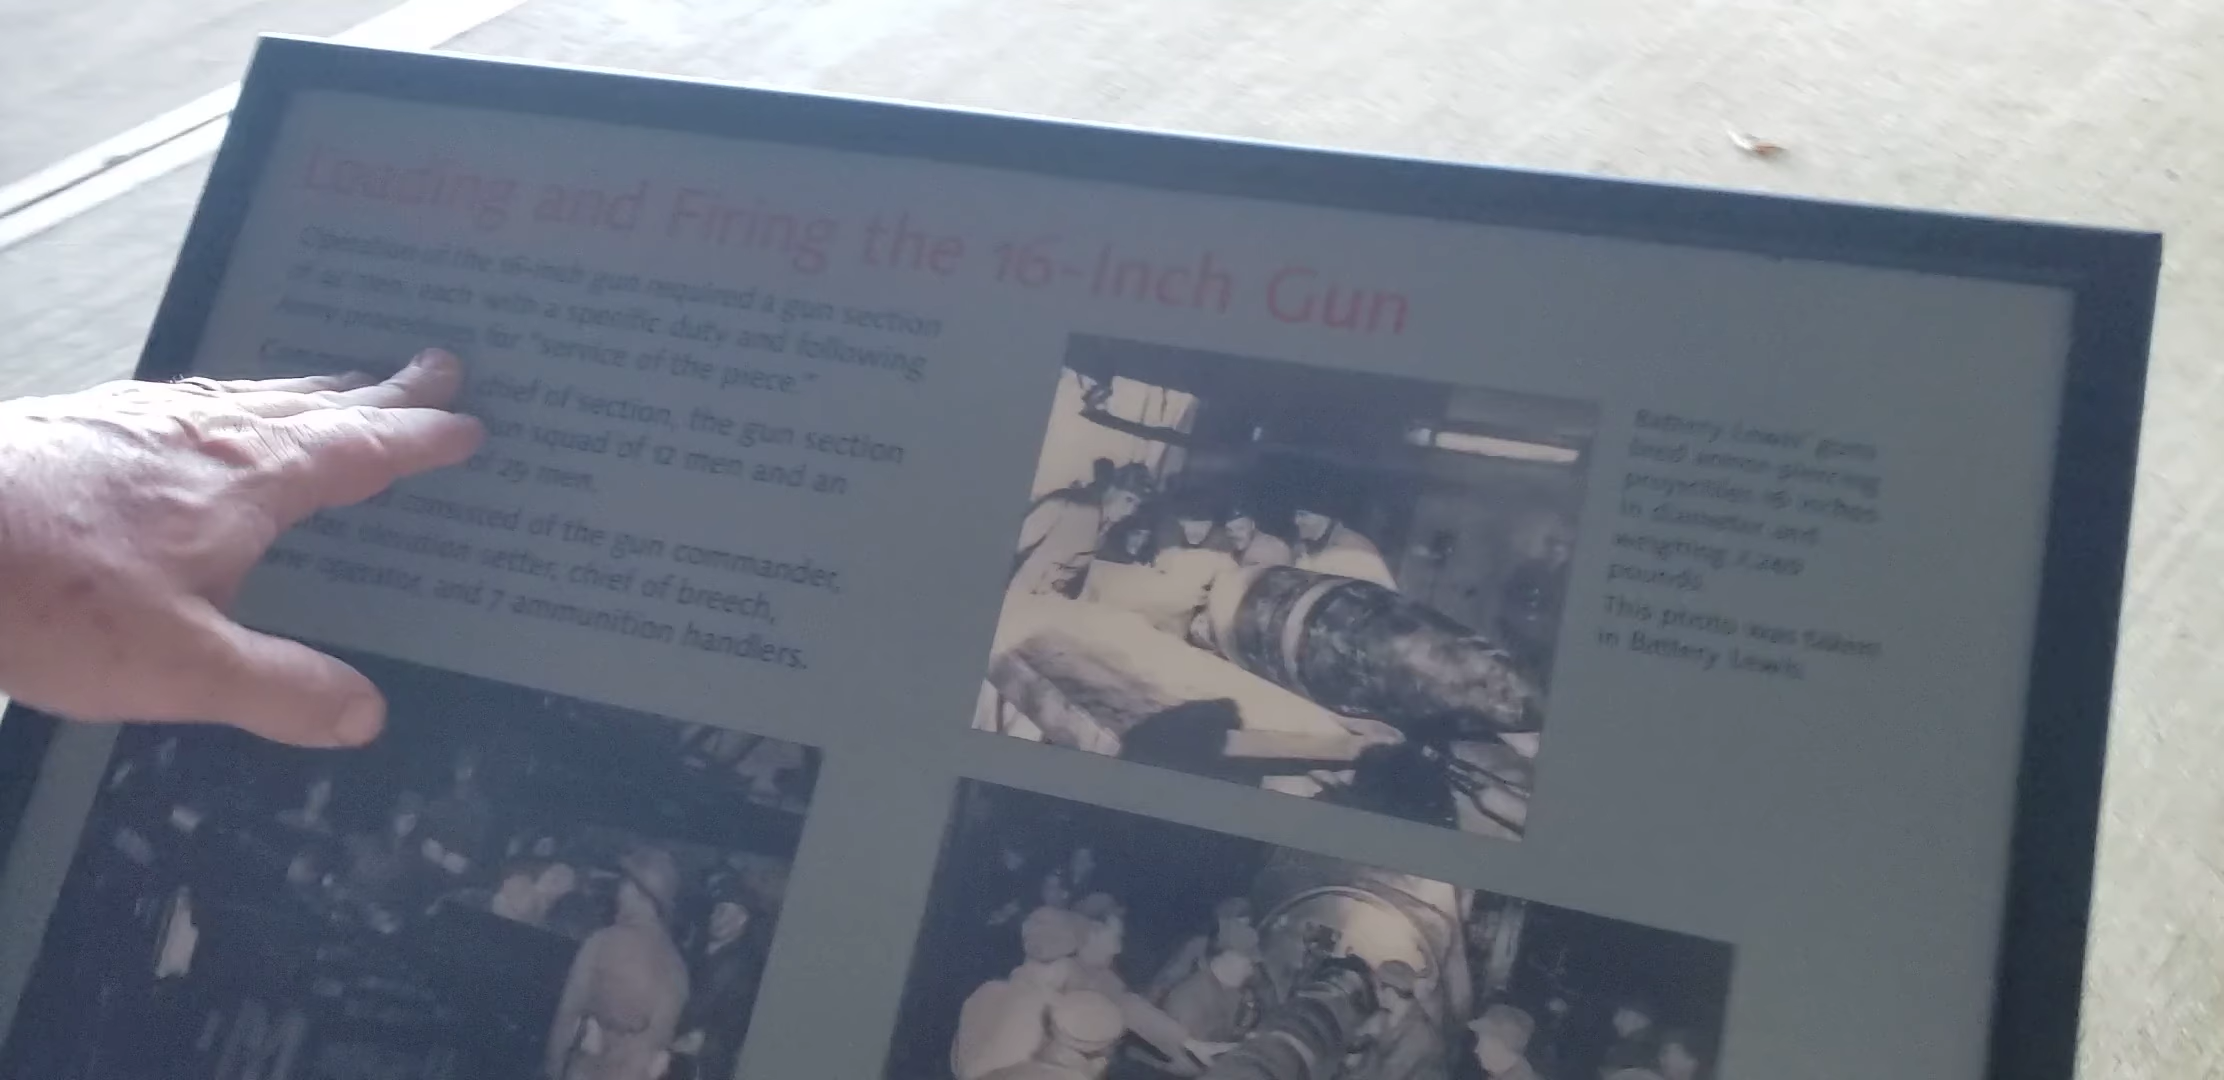 Loading and Firing the 16-Inch Gun
Operation of the 16-inch gun required a gun section
of 42 men, each with a specific duty and following
Army procedures for "service of the piece."
chief of section, the gun section
gun squad of 12 men and an
of 29 men.
consisted of the gun commander,
elevation setter, chief of breech,
operator, and 7 ammunition handlers.
Battery Lewis' guns
fired armor piercing
projectiles 16 inches
in diameter and
weighing
pounds.
This photo was taken
in Battery Lewis.